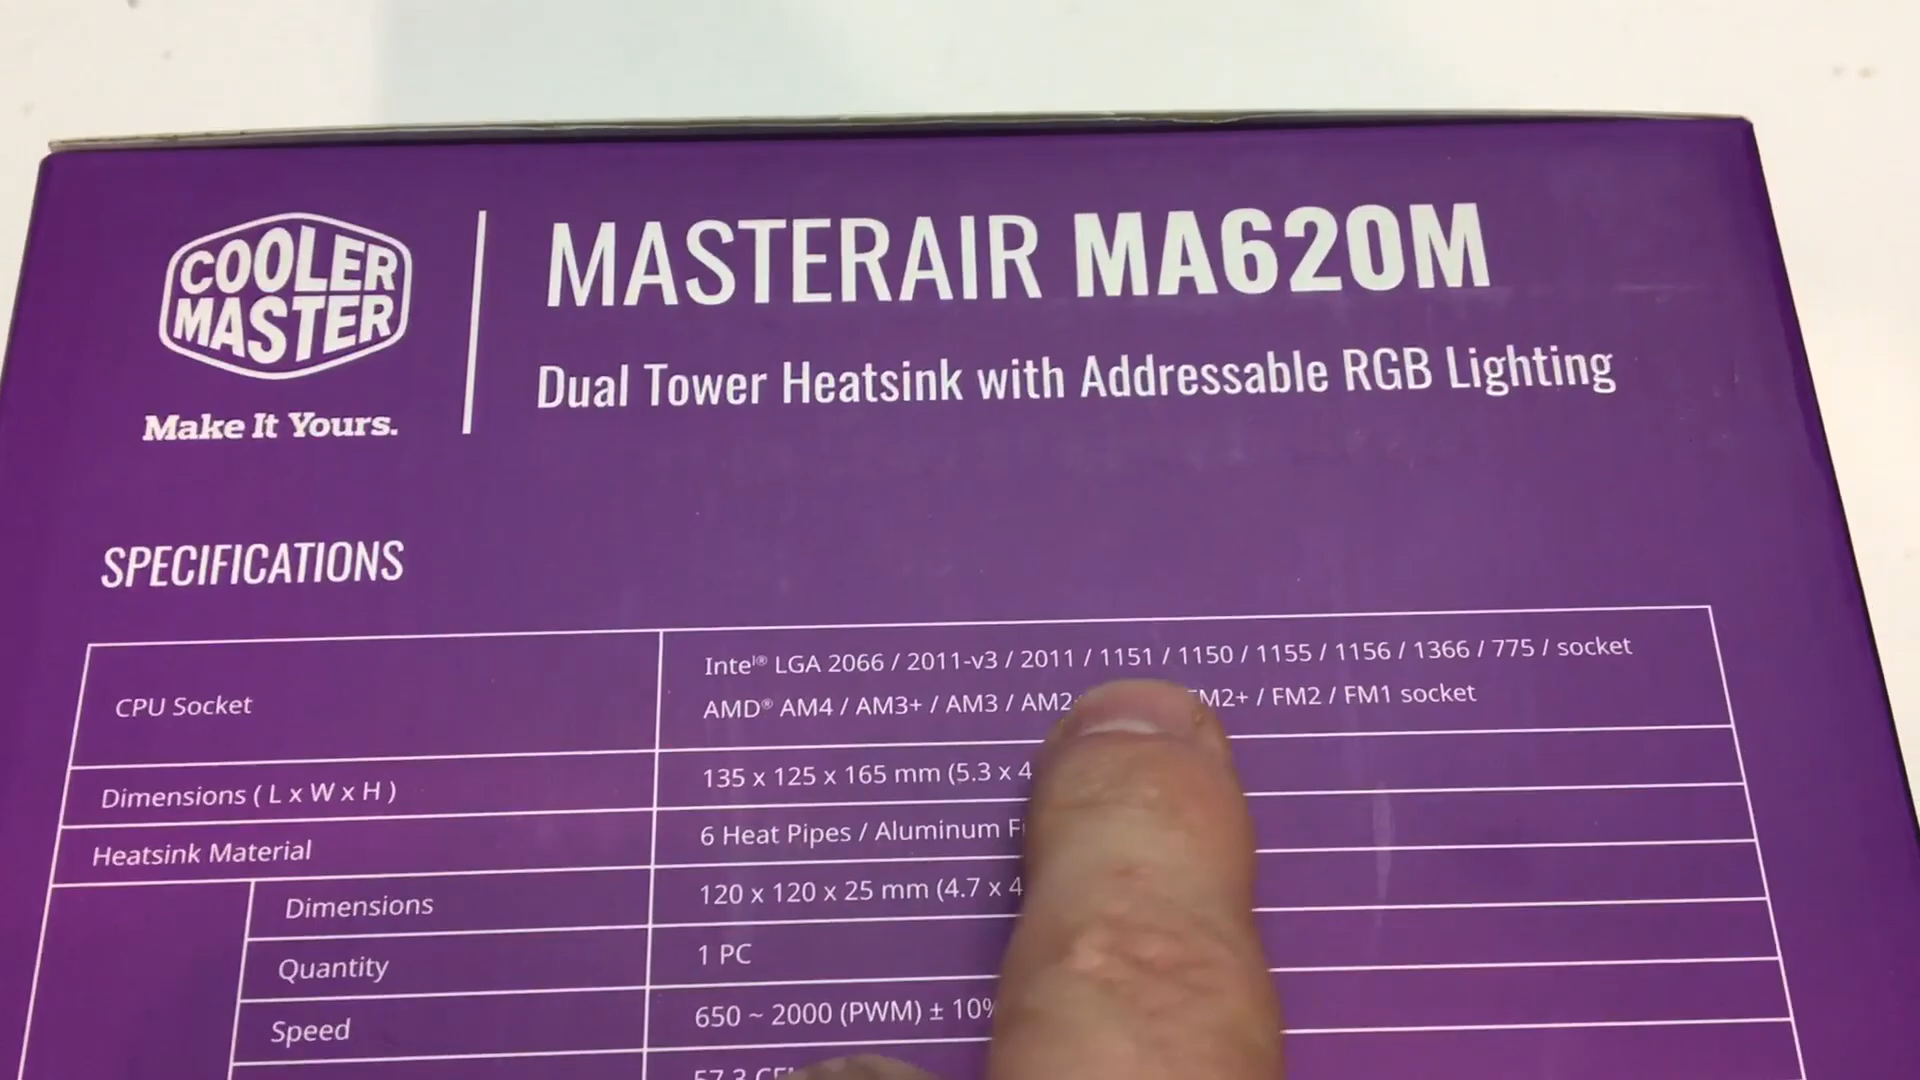 COOLER
MASTER
Make It Yours.
MASTERAIR MA620M
Dual Tower Heatsink with Addressable RGB Lighting
SPECIFICATIONS
CPU Socket
Intel® LGA 2066 / 2011-v3 / 2011 / 1151 / 1150 / 1155 / 1156 / 1366 / 775 / socket
AMD® AM4 / AM3+ / AM3 / / FM2 / FM1 socket
Dimensions ( L x W x H )
135 x 125 x 165 mm (5.3 x 4
Heatsink Material
6 Heat Pipes / Aluminum
Dimensions
120 x 120 x 25 mm (4.7 x 4
Quantity
1 PC
Speed
650 ~ 2000 (PWM) ± 10%
57.3